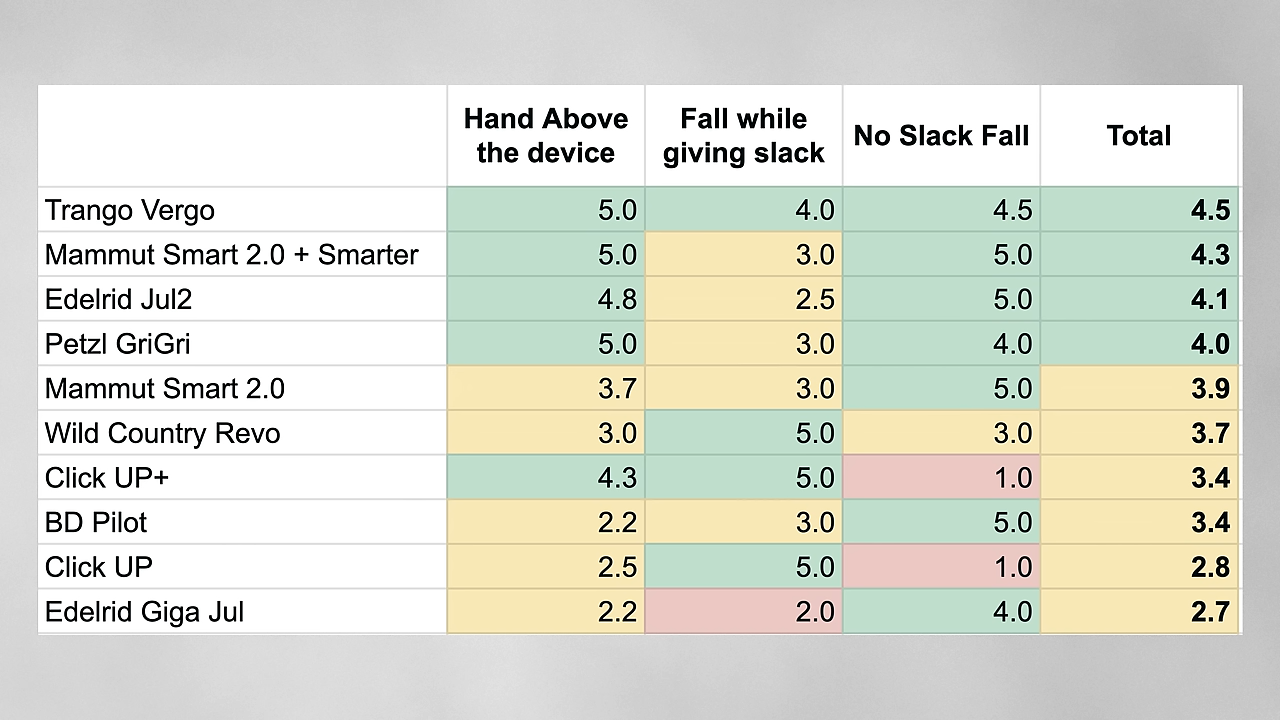 Hand Above the device Fall while giving slack No Slack Fall Total
Trango Vergo 5.0 4.0 4.5 4.5
Mammut Smart 2.0 + Smarter 5.0 3.0 5.0 4.3
Edelrid Jul2 4.8 2.5 5.0 4.1
Petzl GriGri 5.0 3.0 4.0 4.0
Mammut Smart 2.0 3.7 3.0 5.0 3.9
Wild Country Revo 3.0 5.0 3.0 3.7
Click UP+ 4.3 5.0 1.0 3.4
BD Pilot 2.2 3.0 5.0 3.4
Click UP 2.5 5.0 1.0 2.8
Edelrid Giga Jul 2.2 2.0 4.0 2.7